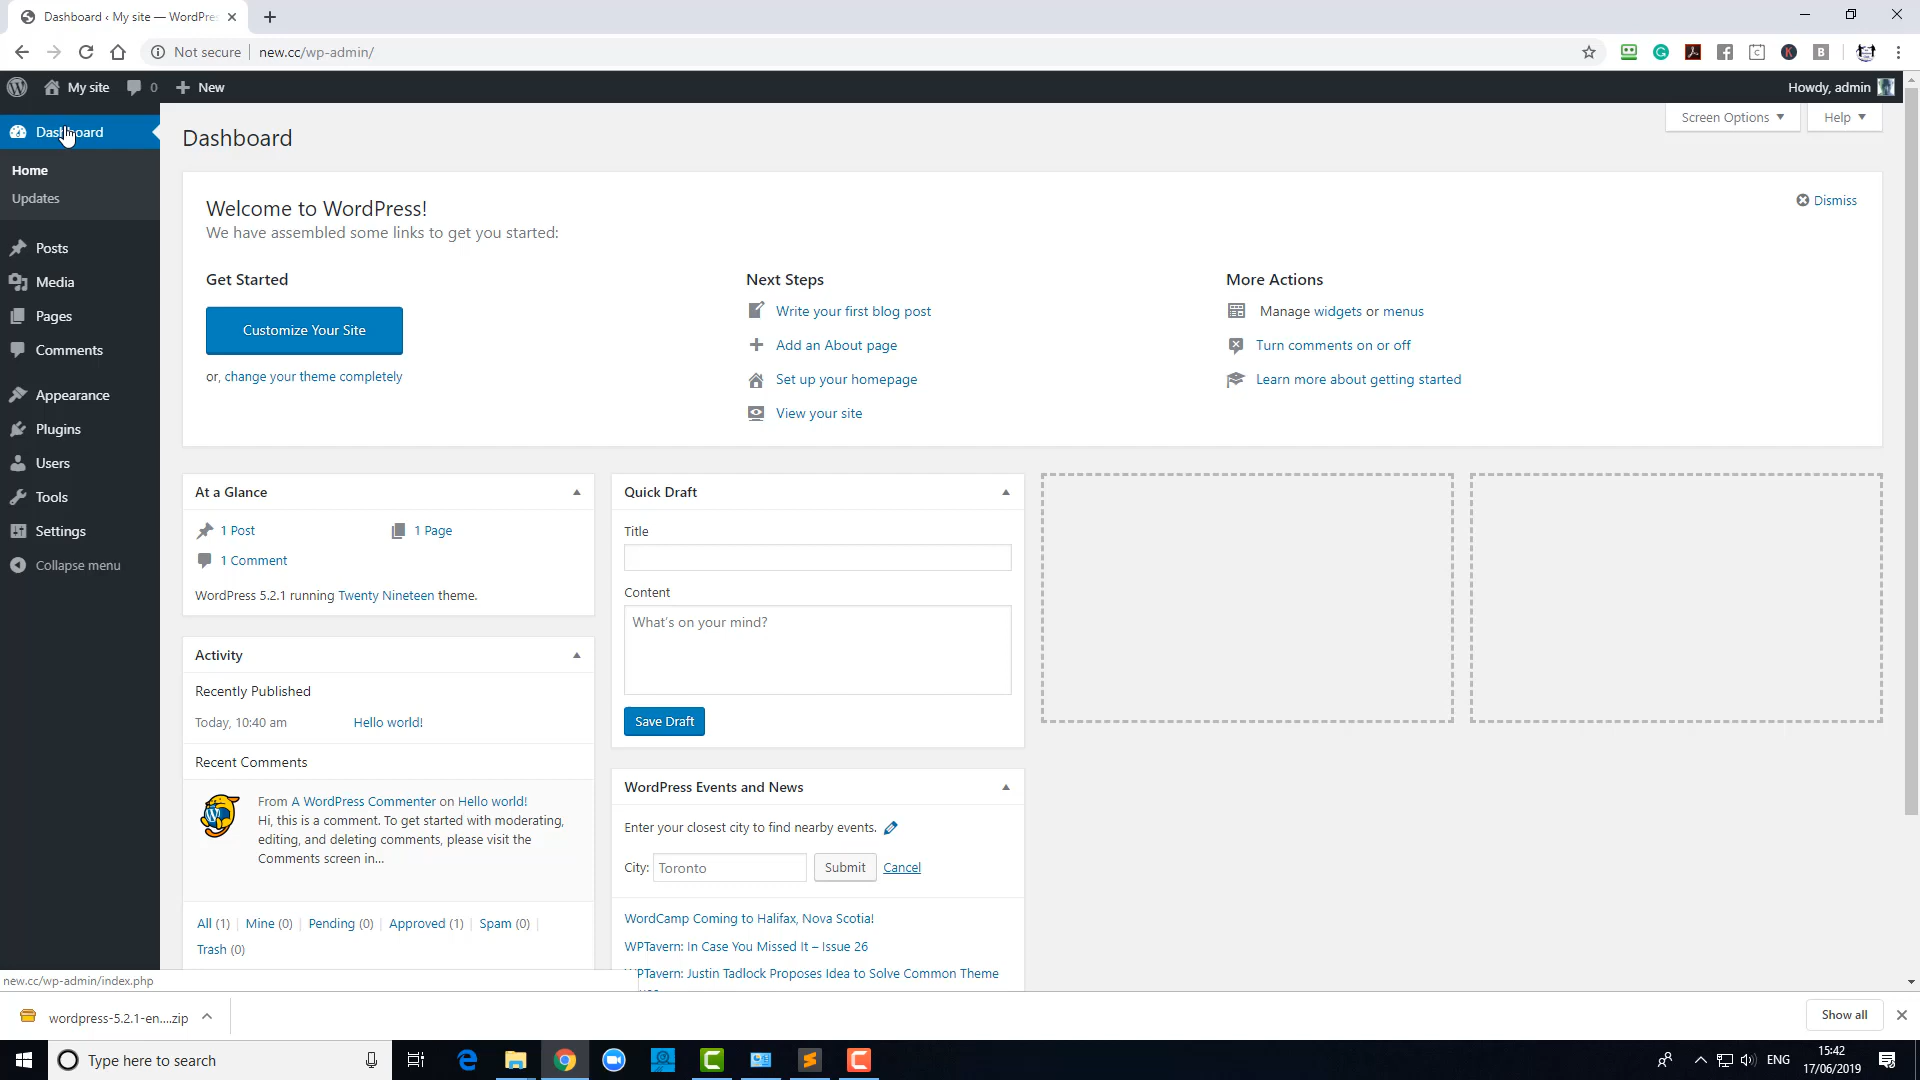 Dashboard ‹ My site — WordPre
Not secure
new.cc/wp-admin/
My site
0
New
Howdy, admin
Dashboard
Home
Updates
Posts
Media
Pages
Comments
Appearance
Plugins
Users
Tools
Settings
Collapse menu
Dashboard
Screen Options
Help
Welcome to WordPress!
We have assembled some links to get you started:
Dismiss
Get Started
Customize Your Site
or, change your theme completely
Next Steps
Write your first blog post
Add an About page
Set up your homepage
View your site
More Actions
Manage widgets or menus
Turn comments on or off
Learn more about getting started
At a Glance
1 Post
1 Page
1 Comment
WordPress 5.2.1 running Twenty Nineteen theme.
Activity
Recently Published
Today, 10:40 am
Hello world!
Recent Comments
From A WordPress Commenter on Hello world!
Hi, this is a comment. To get started with moderating,
editing, and deleting comments, please visit the
Comments screen in...
All (1) | Mine (0) | Pending (0) | Approved (1) | Spam (0) |
Trash (0)
Quick Draft
Title
Content
What's on your mind?
Save Draft
WordPress Events and News
Enter your closest city to find nearby events.
City:
Toronto
Submit
Cancel
WordCamp Coming to Halifax, Nova Scotia!
WPTavern: In Case You Missed It – Issue 26
WPTavern: Justin Tadlock Proposes Idea to Solve Common Theme
new.cc/wp-admin/index.php
wordpress-5.2.1-en....zip
Show all
Type here to search
ENG
15:42
17/06/2019